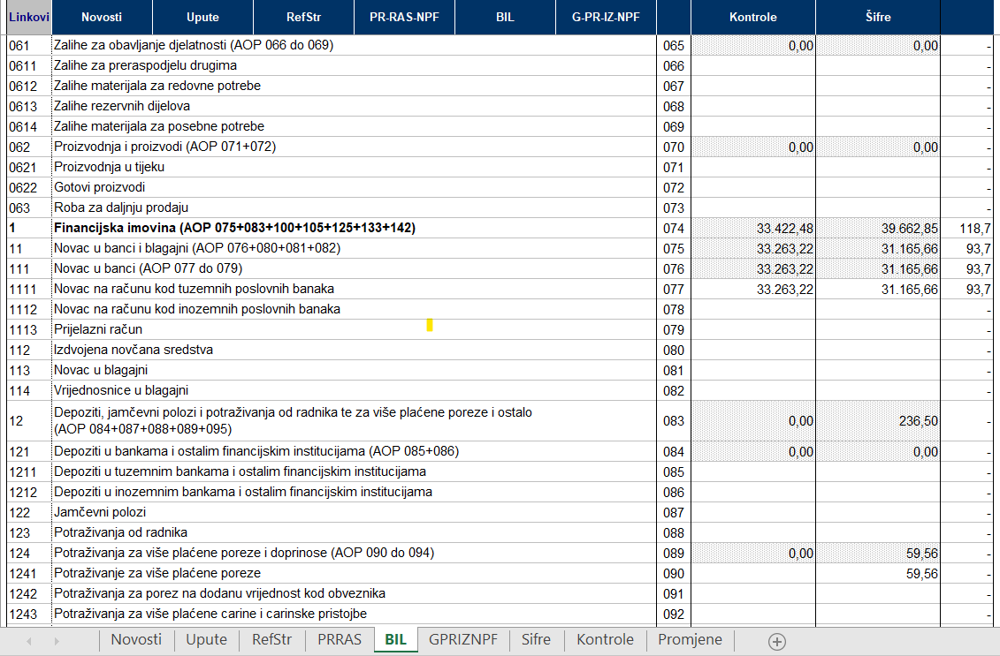 Linkovi Novosti Upute RefStr PR-RAS-NPF BIL G-PR-IZ-NPF Kontrole Šifre
061 Zalihe za obavljanje djelatnosti (AOP 066 do 069) 065 0,00 0,00 -
0611 Zalihe za preraspodjelu drugima 066 -
0612 Zalihe materijala za redovne potrebe 067 -
0613 Zalihe rezervnih dijelova 068 -
0614 Zalihe materijala za posebne potrebe 069 -
062 Proizvodnja i proizvodi (AOP 071+072) 070 0,00 0,00 -
0621 Proizvodnja u tijeku 071 -
0622 Gotovi proizvodi 072 -
063 Roba za daljnju prodaju 073 -
1 Financijska imovina (AOP 075+083+100+105+125+133+142) 074 33.422,48 39.662,85 118,7
11 Novac u banci i blagajni (AOP 076+080+081+082) 075 33.263,22 31.165,66 93,7
111 Novac u banci (AOP 077 do 079) 076 33.263,22 31.165,66 93,7
1111 Novac na računu kod tuzemnih poslovnih banaka 077 33.263,22 31.165,66 93,7
1112 Novac na računu kod inozemnih poslovnih banaka 078 -
1113 Prijelazni račun 079 -
112 Izdvojena novčana sredstva 080 -
113 Novac u blagajni 081 -
114 Vrijednosnice u blagajni 082 -
12 Depoziti, jamčevni polozi i potraživanja od radnika te za više plaćene poreze i ostalo
(AOP 084+087+088+089+095) 083 0,00 236,50 -
121 Depoziti u bankama i ostalim financijskim institucijama (AOP 085+086) 084 0,00 0,00 -
1211 Depoziti u tuzemnim bankama i ostalim financijskim institucijama 085 -
1212 Depoziti u inozemnim bankama i ostalim financijskim institucijama 086 -
122 Jamčevni polozi 087 -
123 Potraživanja od radnika 088 -
124 Potraživanja za više plaćene poreze i doprinose (AOP 090 do 094) 089 0,00 59,56 -
1241 Potraživanje za više plaćene poreze 090 59,56 -
1242 Potraživanja za porez na dodanu vrijednost kod obveznika 091 -
1243 Potraživanja za više plaćene carine i carinske pristojbe 092 -
Novosti Upute RefStr PRRAS BIL GPRIZNPF Sifre Kontrole Promjene